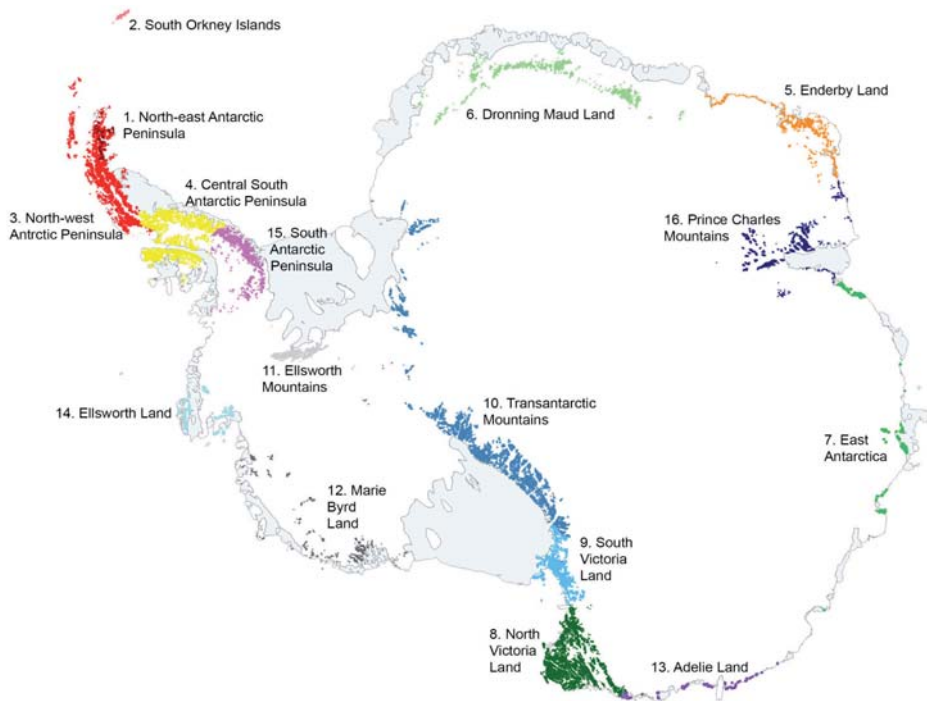 2. South Orkney Islands
1. North-east Antarctic
Peninsula
5. Enderby Land
6. Dronning Maud Land
4. Central South
Antarctic Peninsula
3. North-west
Antrctic Peninsula
15. South
Antarctic
Peninsula
16. Prince Charles
Mountains
11. Ellsworth
Mountains
14. Ellsworth Land
10. Transantarctic
Mountains
7. East
Antarctica
12. Marie
Byrd
Land
9. South
Victoria
Land
8. North
Victoria
Land
13. Adelie Land